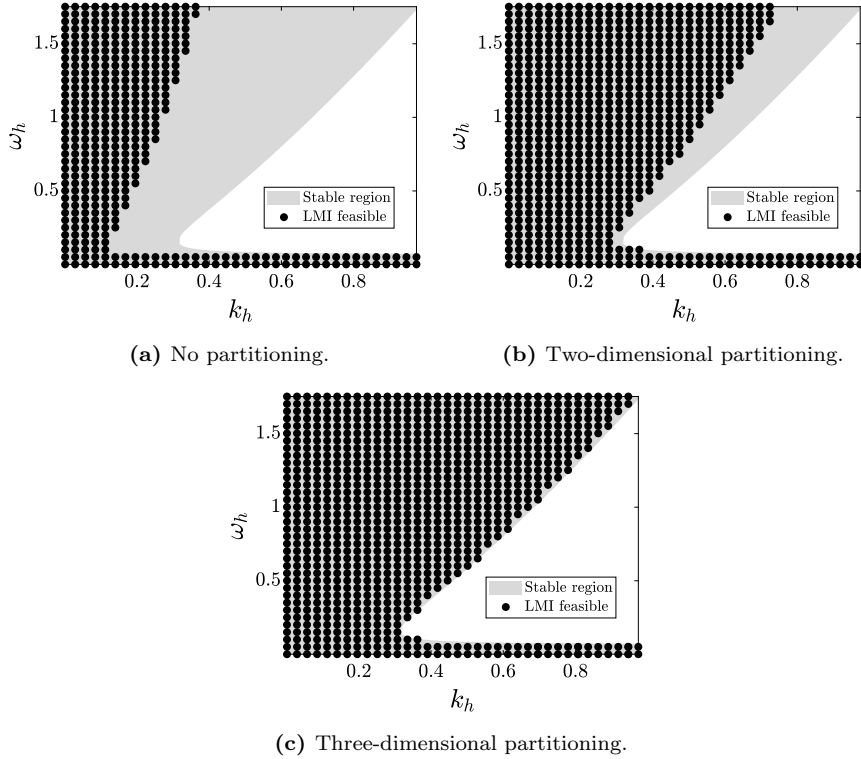 1.5
1
0.5
ω_h
Stable region
LMI feasible
0.2 0.4 0.6 0.8
k_h
(a) No partitioning.
1.5
1
0.5
ω_h
Stable region
LMI feasible
0.2 0.4 0.6 0.8
k_h
(b) Two-dimensional partitioning.
1.5
1
0.5
ω_h
Stable region
LMI feasible
0.2 0.4 0.6 0.8
k_h
(c) Three-dimensional partitioning.